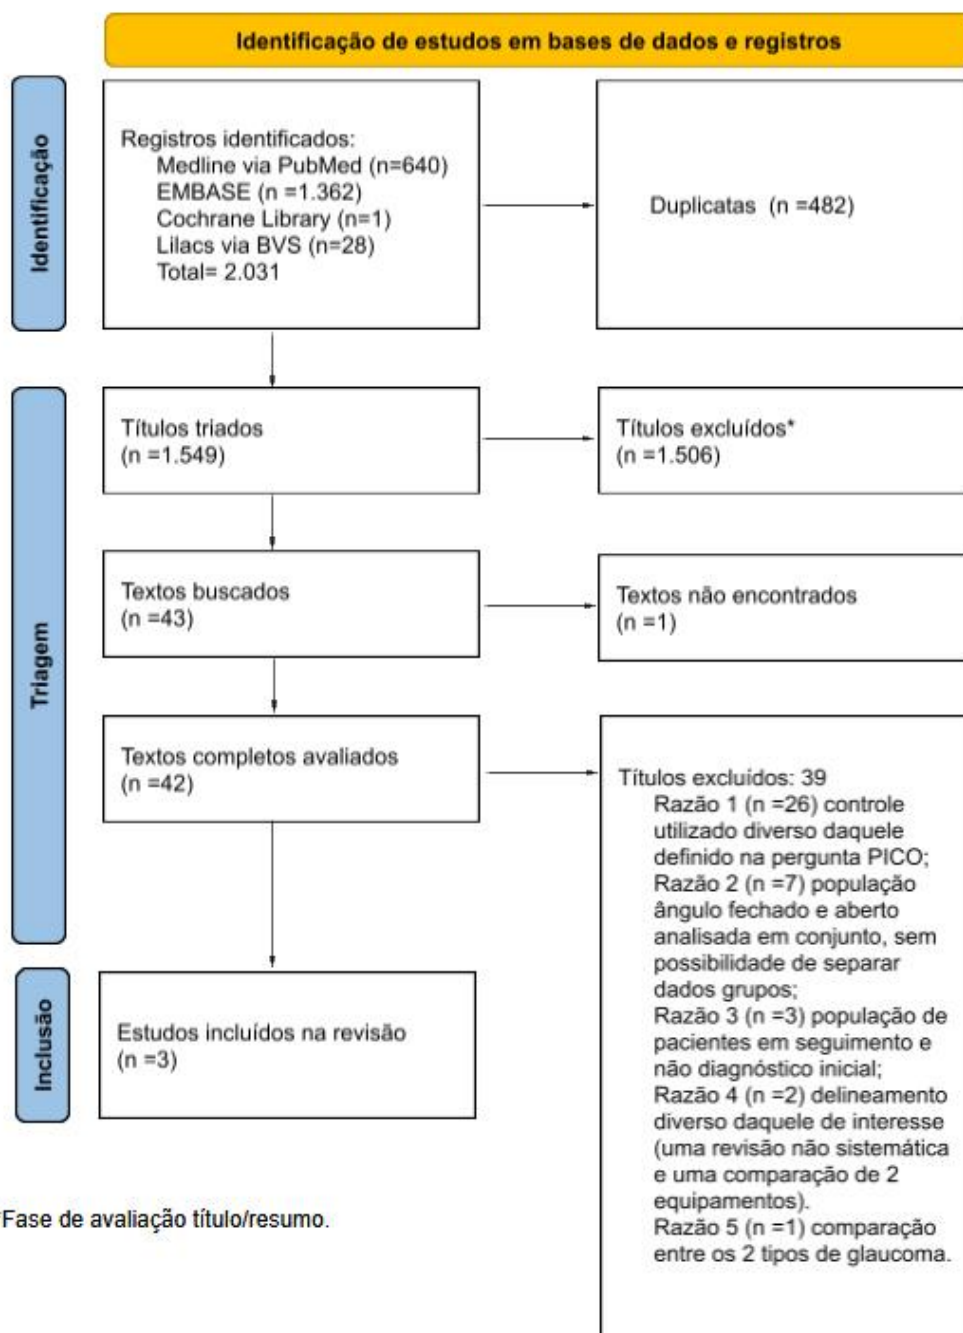 Identificação de estudos em bases de dados e registros
Identificação
Registros identificados:
Medline via PubMed (n=640)
EMBASE (n =1.362)
Cochrane Library (n=1)
Lilacs via BVS (n=28)
Total= 2.031
Duplicatas (n =482)
Triagem
Títulos triados
(n =1.549)
Títulos excluídos*
(n =1.506)
Textos buscados
(n =43)
Textos não encontrados
(n =1)
Textos completos avaliados
(n =42)
Títulos excluídos: 39
Razão 1 (n =26) controle
utilizado diverso daquele
definido na pergunta PICO;
Razão 2 (n =7) população
ângulo fechado e aberto
analisada em conjunto, sem
possibilidade de separar
dados grupos;
Razão 3 (n =3) população de
pacientes em seguimento e
não diagnóstico inicial;
Razão 4 (n =2) delineamento
diverso daquele de interesse
(uma revisão não sistemática
e uma comparação de 2
equipamentos).
Razão 5 (n =1) comparação
entre os 2 tipos de glaucoma.
Inclusão
Estudos incluídos na revisão
(n =3)
*Fase de avaliação título/resumo.